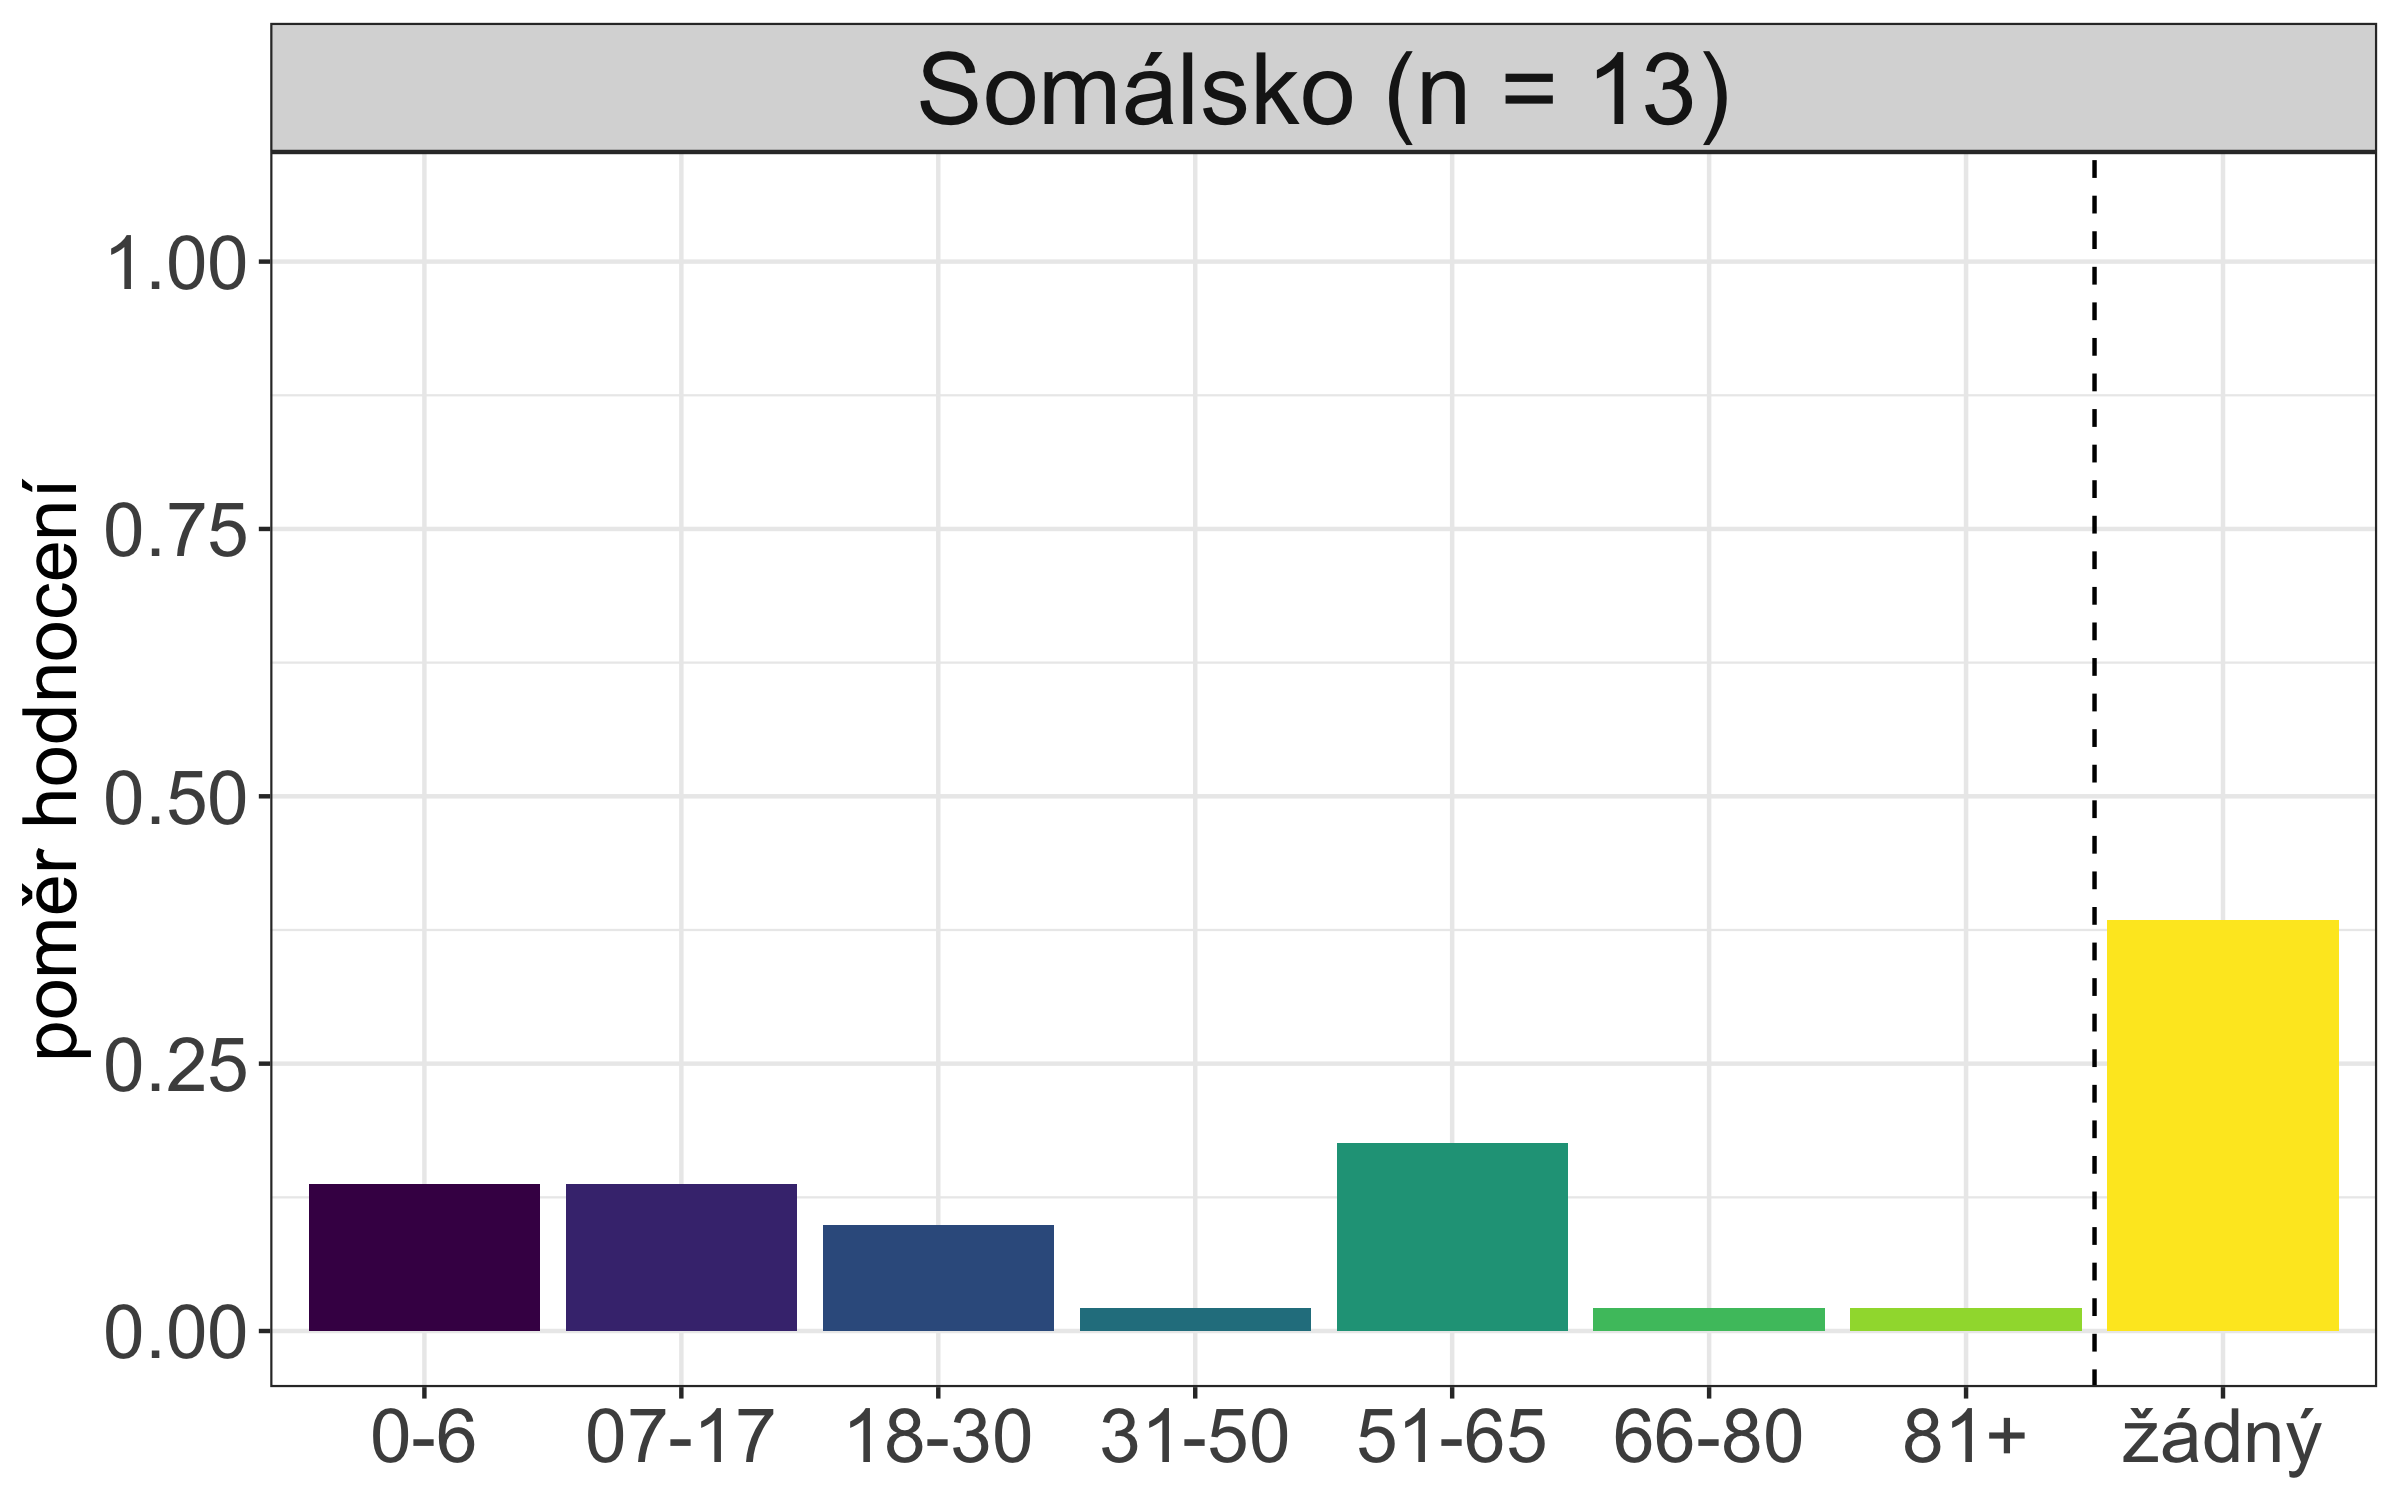 Somálsko (n = 13)
poměr hodnocení
1.00
0.75
0.50
0.25
0.00
0-6 07-17 18-30 31-50 51-65 66-80 81+ žádný